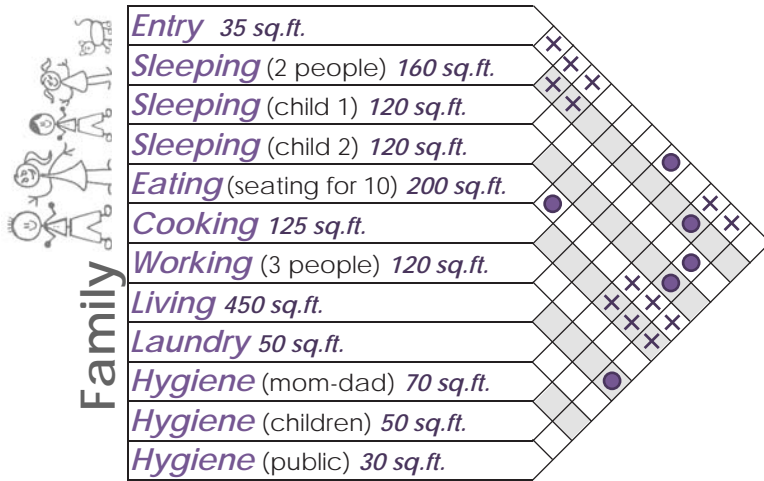 Family
Entry 35 sq.ft.
Sleeping (2 people) 160 sq.ft.
Sleeping (child 1) 120 sq.ft.
Sleeping (child 2) 120 sq.ft.
Eating (seating for 10) 200 sq.ft.
Cooking 125 sq.ft.
Working (3 people) 120 sq.ft.
Living 450 sq.ft.
Laundry 50 sq.ft.
Hygiene (mom-dad) 70 sq.ft.
Hygiene (children) 50 sq.ft.
Hygiene (public) 30 sq.ft.